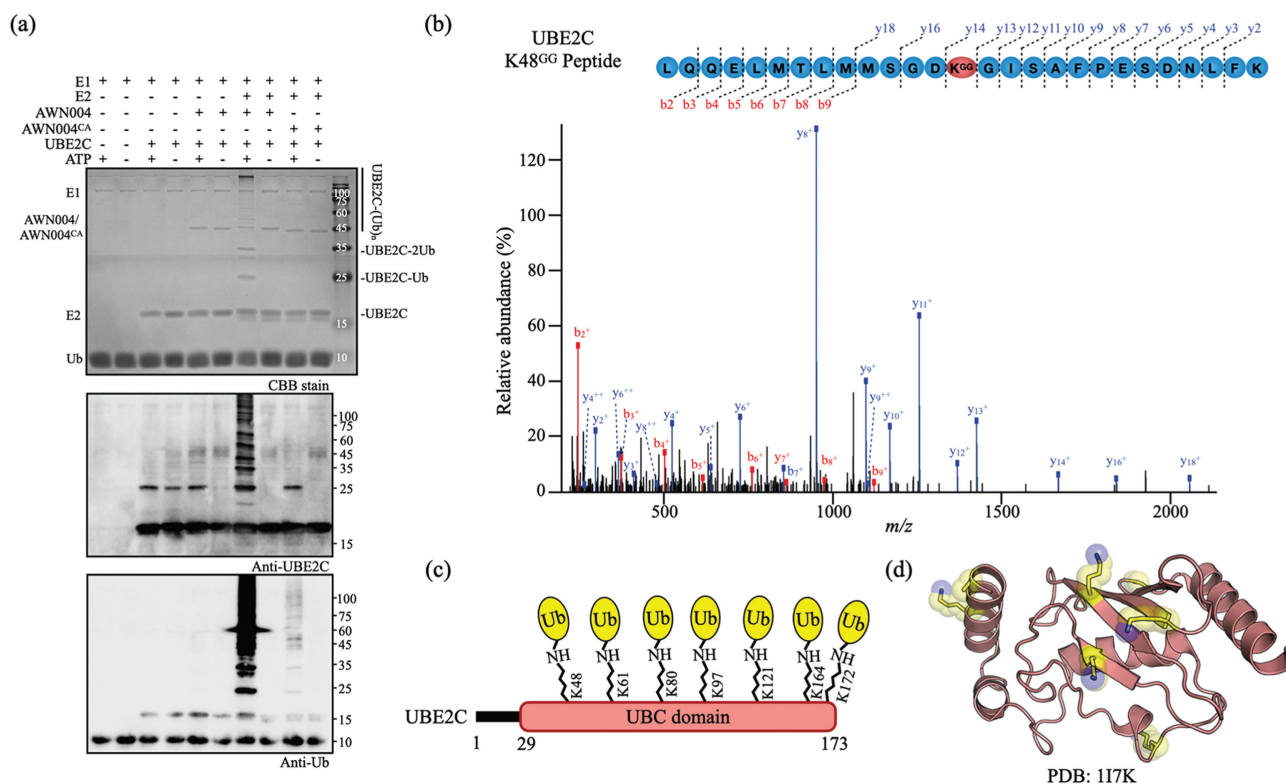 (a)
E1 + + + + + + + + + +
E2 - - - - - - + + + +
AWN004 - - - - + + + + - -
AWN004CA - - - - - - - - + +
UBE2C - - + + + + + + + +
ATP + - + - + - + - + -
E1
AWN004/
AWN004CA
E2
Ub
100
75
60
45
35
25
15
10
UBE2C-(Ub)n
-UBE2C-2Ub
-UBE2C-Ub
-UBE2C
CBB stain
100
75
60
45
35
25
15
Anti-UBE2C
100
75
60
45
35
25
15
10
Anti-Ub
(b)
UBE2C
K48GG Peptide
y18 y16 y14 y13 y12 y11 y10 y9 y8 y7 y6 y5 y4 y3 y2
L Q Q E L M T L M M S G D KGG G I S A F P E S D N L F K
b2 b3 b4 b5 b6 b7 b8 b9
Relative abundance (%)
120
100
80
60
40
20
0
y8+
y11+
b2+
y9+
y6++
b3+
y4++
y2+
y8++
y4+
y6+
y5+
y9++
y10+
y13+
b4+
y3+
b5+
b6+
y7+
b7+
b8+
b9+
y12+
y14+
y16+
y18+
500 1000 1500 2000
m/z
(c)
Ub Ub Ub Ub Ub Ub Ub
NH NH NH NH NH NH NH
K48 K61 K80 K97 K121 K164 K172
UBE2C
UBC domain
1 29 173
(d)
PDB: 1I7K